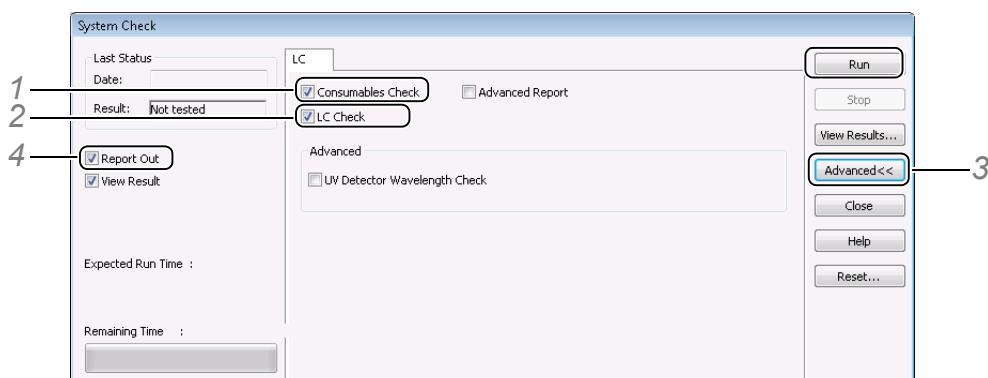 System Check
Last Status
Date:
Result: Not tested
1
2
4
Report Out
View Result
Expected Run Time :
Remaining Time :
LC
Consumables Check
Advanced Report
LC Check
Advanced
UV Detector Wavelength Check
Run
Stop
View Results...
Advanced<<
3
Close
Help
Reset...